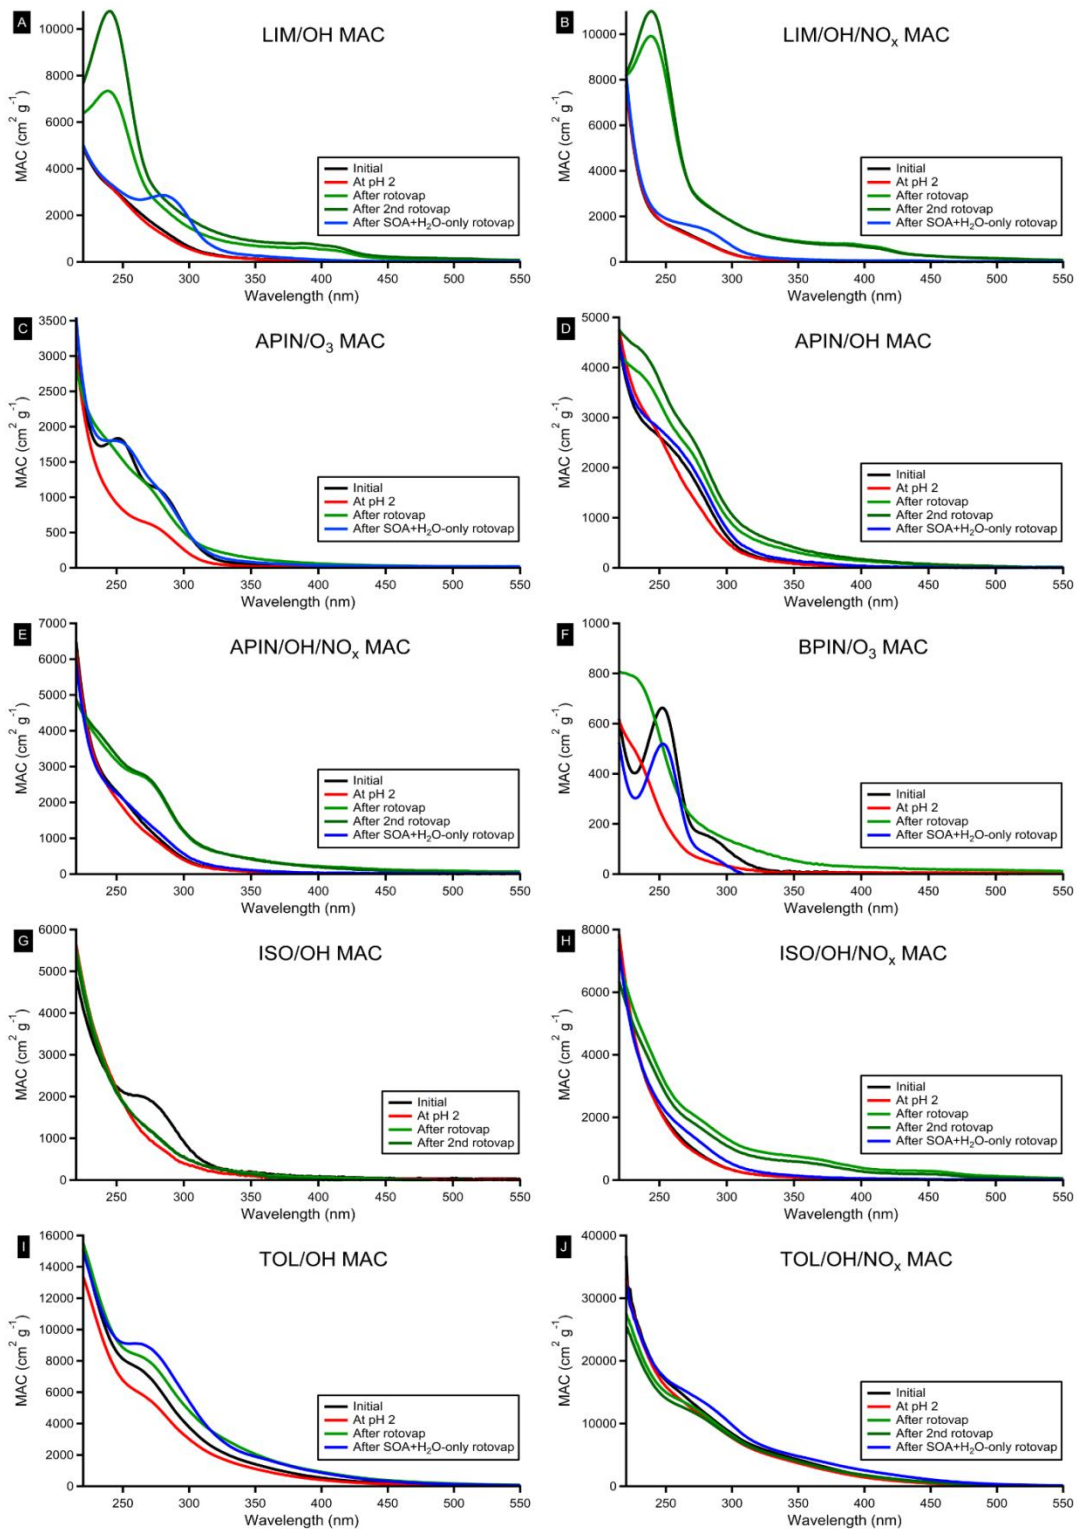 A
LIM/OH MAC
MAC (cm² g⁻¹)
10000
8000
6000
4000
2000
0
Initial
At pH 2
After rotovap
After 2nd rotovap
After SOA+H₂O-only rotovap
250 300 350 400 450 500 550
Wavelength (nm)
B
LIM/OH/NOₓ MAC
MAC (cm² g⁻¹)
10000
8000
6000
4000
2000
0
Initial
At pH 2
After rotovap
After 2nd rotovap
After SOA+H₂O-only rotovap
250 300 350 400 450 500 550
Wavelength (nm)
C
APIN/O₃ MAC
MAC (cm² g⁻¹)
3500
3000
2500
2000
1500
1000
500
0
Initial
At pH 2
After rotovap
After SOA+H₂O-only rotovap
250 300 350 400 450 500 550
Wavelength (nm)
D
APIN/OH MAC
MAC (cm² g⁻¹)
5000
4000
3000
2000
1000
0
Initial
At pH 2
After rotovap
After 2nd rotovap
After SOA+H₂O-only rotovap
250 300 350 400 450 500 550
Wavelength (nm)
E
APIN/OH/NOₓ MAC
MAC (cm² g⁻¹)
7000
6000
5000
4000
3000
2000
1000
0
Initial
At pH 2
After rotovap
After 2nd rotovap
After SOA+H₂O-only rotovap
250 300 350 400 450 500 550
Wavelength (nm)
F
BPIN/O₃ MAC
MAC (cm² g⁻¹)
1000
800
600
400
200
0
Initial
At pH 2
After rotovap
After SOA+H₂O-only rotovap
250 300 350 400 450 500 550
Wavelength (nm)
G
ISO/OH MAC
MAC (cm² g⁻¹)
6000
5000
4000
3000
2000
1000
0
Initial
At pH 2
After rotovap
After 2nd rotovap
250 300 350 400 450 500 550
Wavelength (nm)
H
ISO/OH/NOₓ MAC
MAC (cm² g⁻¹)
8000
6000
4000
2000
0
Initial
At pH 2
After rotovap
After 2nd rotovap
After SOA+H₂O-only rotovap
250 300 350 400 450 500 550
Wavelength (nm)
I
TOL/OH MAC
MAC (cm² g⁻¹)
16000
14000
12000
10000
8000
6000
4000
2000
0
Initial
At pH 2
After rotovap
After SOA+H₂O-only rotovap
250 300 350 400 450 500 550
Wavelength (nm)
J
TOL/OH/NOₓ MAC
MAC (cm² g⁻¹)
40000
30000
20000
10000
0
Initial
At pH 2
After rotovap
After 2nd rotovap
After SOA+H₂O-only rotovap
250 300 350 400 450 500 550
Wavelength (nm)